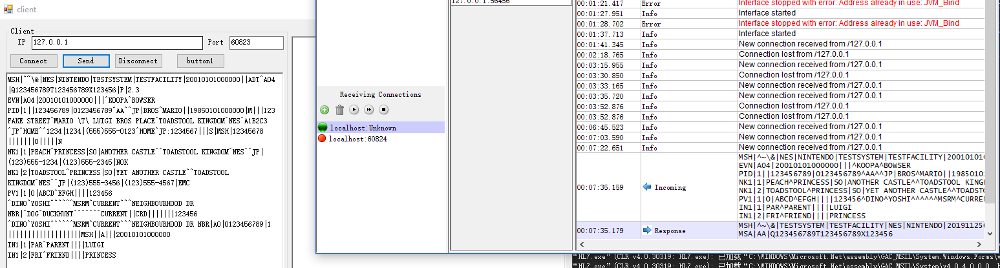 client
Client
IP 127.0.0.1 Port 60823
Connect Send Disconnect button1
MSH|^~\&|NES|NINTENDO|TESTSYSTEM|TESTFACILITY|20010101000000||ADT^A04
|Q123456789T123456789X123456|P|2.3
EVN|A04|20010101000000|||^KOOPA^BOWSER
PID|1||123456789|0123456789^AA^^JP|BROS^MARIO||19850101000000|M|||123
FAKE STREET^MARIO \T\ LUIGI BROS PLACE^TOADSTOOL KINGDOM^NES^A1B2C3
^JP^HOME^^1234|1234|(555)555-0123^HOME^JP:1234567|||S|MSH|12345678
|||||||0|||||N
NK1|1|PEACH^PRINCESS|SO|ANOTHER CASTLE^^TOADSTOOL KINGDOM^NES^^JP|
(123)555-1234|(123)555-2345|NOK
NK1|2|TOADSTOOL^PRINCESS|SO|YET ANOTHER CASTLE^^TOADSTOOL
KINGDOM^NES^^JP|(123)555-3456|(123)555-4567|EMC
PV1|1|O|ABCD^EFGH||||123456
^DINO^YOSHI^^^^^^MSRM^CURRENT^^^NEIGHBOURHOOD DR
NBR|^DOG^DUCKHUNT^^^^^^^CURRENT||CRD|||||||123456
^DINO^YOSHI^^^^^^MSRM^CURRENT^^^NEIGHBOURHOOD DR NBR|AO|0123456789|1
||||||||||||||||||||MSH||A|||20010101000000
IN1|1|PAR^PARENT||||LUIGI
IN1|2|FRI^FRIEND||||PRINCESS
127.0.0.1:56456
Receiving Connections
localhost:Unknown
localhost:60824
00:01:21.417 Error Interface stopped with error: Address already in use: JVM_Bind
00:01:27.951 Info Interface started
00:01:28.702 Error Interface stopped with error: Address already in use: JVM_Bind
00:01:37.713 Info Interface started
00:01:41.345 Info New connection received from /127.0.0.1
00:02:18.765 Info Connection lost from /127.0.0.1
00:03:15.955 Info New connection received from /127.0.0.1
00:03:30.850 Info Connection lost from /127.0.0.1
00:03:33.165 Info New connection received from /127.0.0.1
00:03:35.720 Info New connection received from /127.0.0.1
00:03:52.876 Info Connection lost from /127.0.0.1
00:03:52.876 Info Connection lost from /127.0.0.1
00:06:45.523 Info New connection received from /127.0.0.1
00:07:03.590 Info New connection received from /127.0.0.1
00:07:22.651 Info New connection received from /127.0.0.1
00:07:35.159 Incoming
MSH|^~\&|NES|NINTENDO|TESTSYSTEM|TESTFACILITY|200101010
EVN|A04|20010101000000|||^KOOPA^BOWSER
PID|1||123456789|0123456789^AA^^JP|BROS^MARIO||1985010
NK1|1|PEACH^PRINCESS|SO|ANOTHER CASTLE^^TOADSTOOL KING
NK1|2|TOADSTOOL^PRINCESS|SO|YET ANOTHER CASTLE^^TOADST
PV1|1|O|ABCD^EFGH||||123456^DINO^YOSHI^^^^^^MSRM^CURREN
IN1|1|PAR^PARENT||||LUIGI
IN1|2|FRI^FRIEND||||PRINCESS
00:07:35.179 Response
MSH|^~\&|TESTSYSTEM|TESTFACILITY|NES|NINTENDO|20191125
MSA|AA|Q123456789T123456789X123456
“HL7.exe”(CLR v4.0.30319: HL7.exe): 已加载“C:\WINDOWS\Microsoft.Net\assembly\GAC_MSIL\System.Windows.Forms\v
“HL7.exe”(CLR v4.0.30319: HL7.exe): 已加载“C:\WINDOWS\Microsoft.Net\assembly\GAC_MSIL\System\v4.0_4.0.0.0